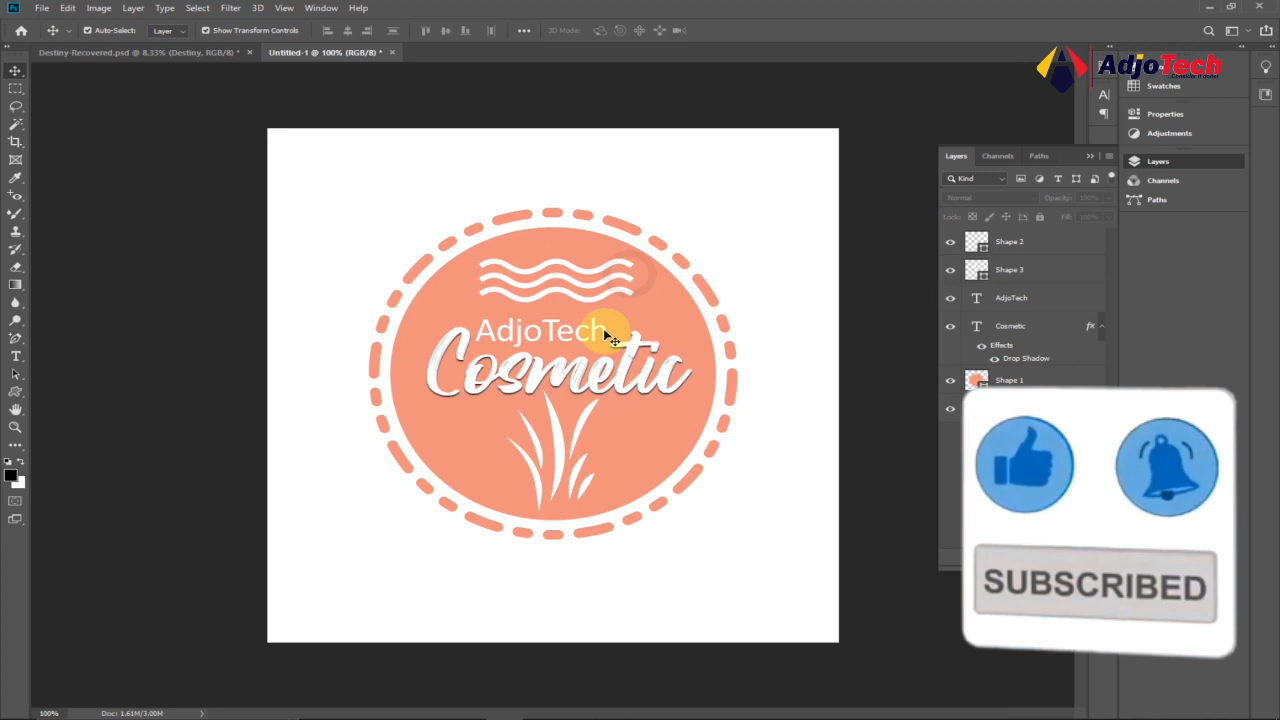 File Edit Image Layer Type Select Filter 3D View Window Help
Auto-Select: Layer Show Transform Controls 3D Mode:
Destiny-Recovered.psd @ 8.33% (Destiny, RGB/8) * × Untitled-1 @ 100% (RGB/8) * ×
AdjoTech
Swatches
Properties
Adjustments
Layers
Channels
Paths
Layers Channels Paths
Kind
Normal Opacity: 100%
Lock: Fill: 100%
Shape 2
Shape 3
AdjoTech
Cosmetic fx
Effects
Drop Shadow
Shape 1
AdjoTech
Cosmetic
SUBSCRIBED
100% Doc: 1.61M/3.00M